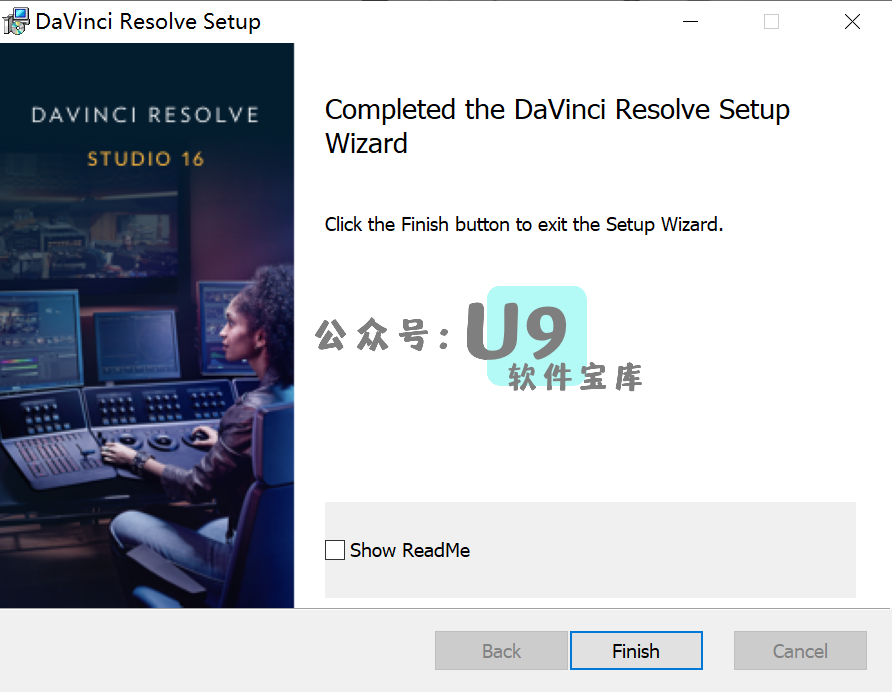 DaVinci Resolve Setup
DAVINCI RESOLVE
STUDIO 16
Completed the DaVinci Resolve Setup
Wizard
Click the Finish button to exit the Setup Wizard.
公众号：U9
软件宝库
Show ReadMe
Back
Finish
Cancel